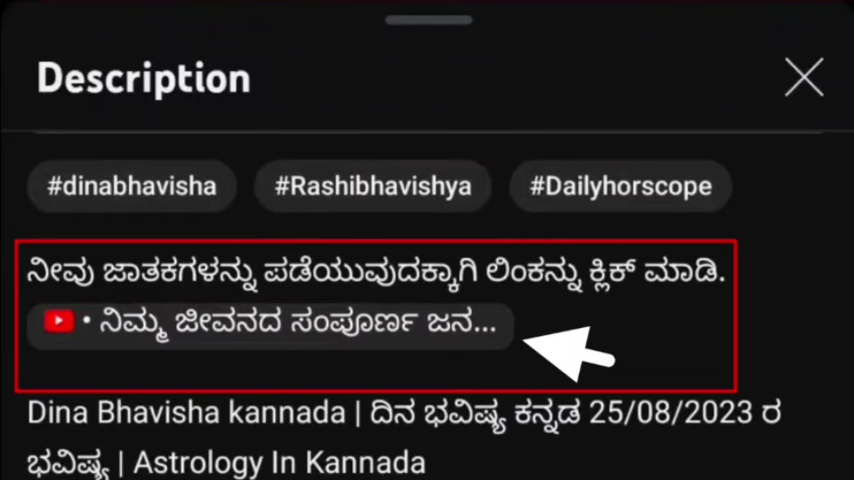 Description
#dinabhavisha #Rashibhavishya #Dailyhorscope
ನೀವು ಜಾತಕಗಳನ್ನು ಪಡೆಯುವುದಕ್ಕಾಗಿ ಲಿಂಕನ್ನು ಕ್ಲಿಕ್ ಮಾಡಿ.
• ನಿಮ್ಮ ಜೀವನದ ಸಂಪೂರ್ಣ ಜನ...
Dina Bhavisha kannada | ದಿನ ಭವಿಷ್ಯ ಕನ್ನಡ 25/08/2023 ರ
ಭವಿಷ್ಯ | Astrology In Kannada